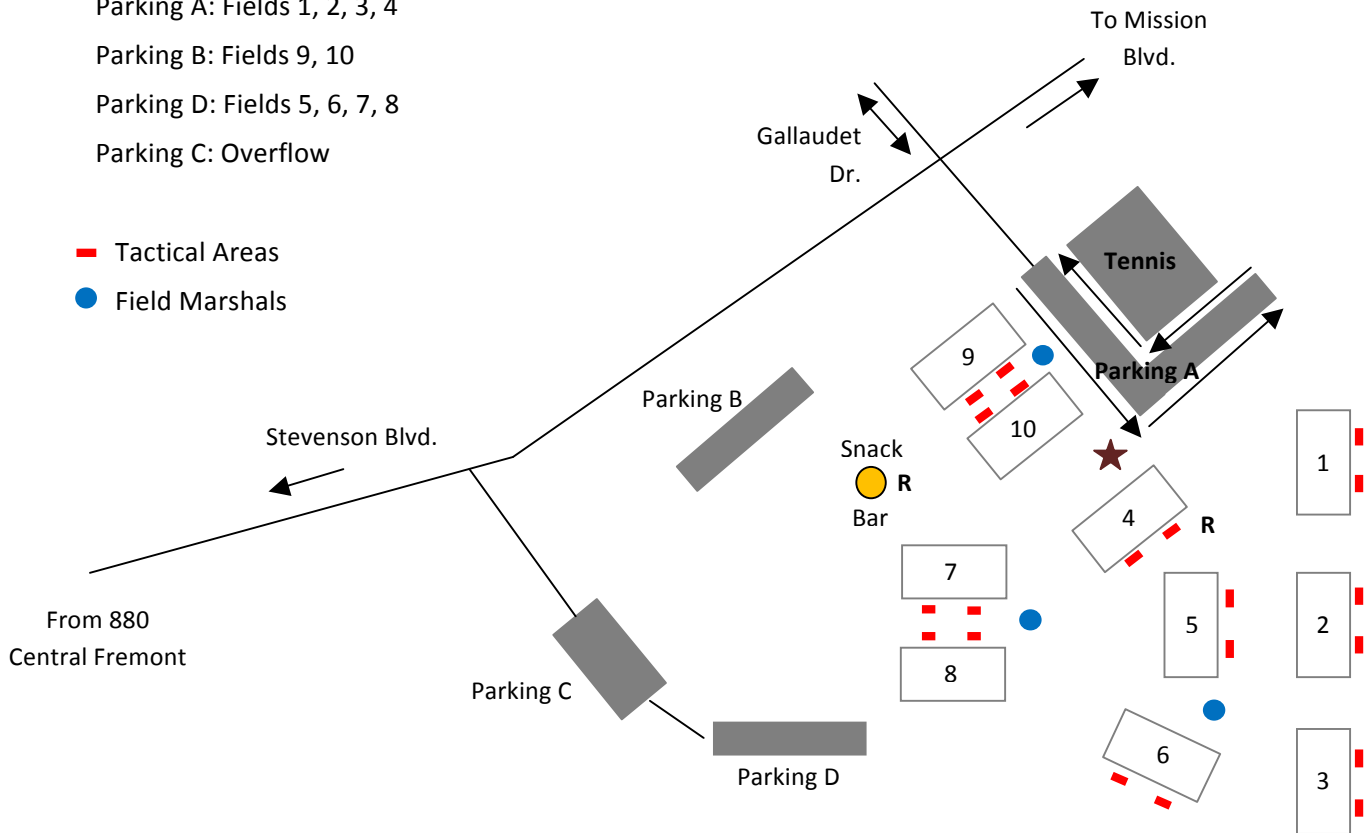 Parking A: Fields 1, 2, 3, 4
Parking B: Fields 9, 10
Parking D: Fields 5, 6, 7, 8
Parking C: Overflow
Tactical Areas
Field Marshals
To Mission
Blvd.
Gallaudet
Dr.
Tennis
Parking A
9
10
Parking B
Stevenson Blvd.
Snack
R
Bar
1
4
R
7
5
2
8
From 880
Central Fremont
Parking C
Parking D
6
3